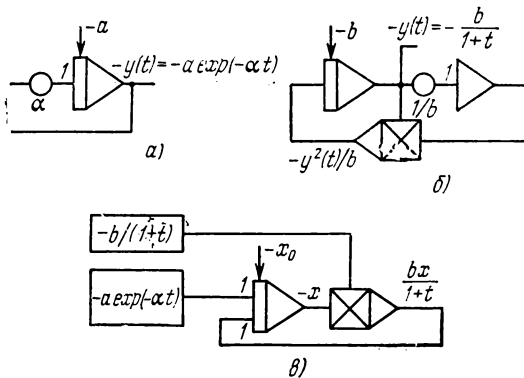 -a
-y(t)=-a exp(-αt)
1
α
а)
-b
-y(t)=- b/(1+t)
1
1/b
-y²(t)/b
б)
-b/(1+t)
-x₀
-a exp(-αt)
1
-x
bx/(1+t)
1
в)